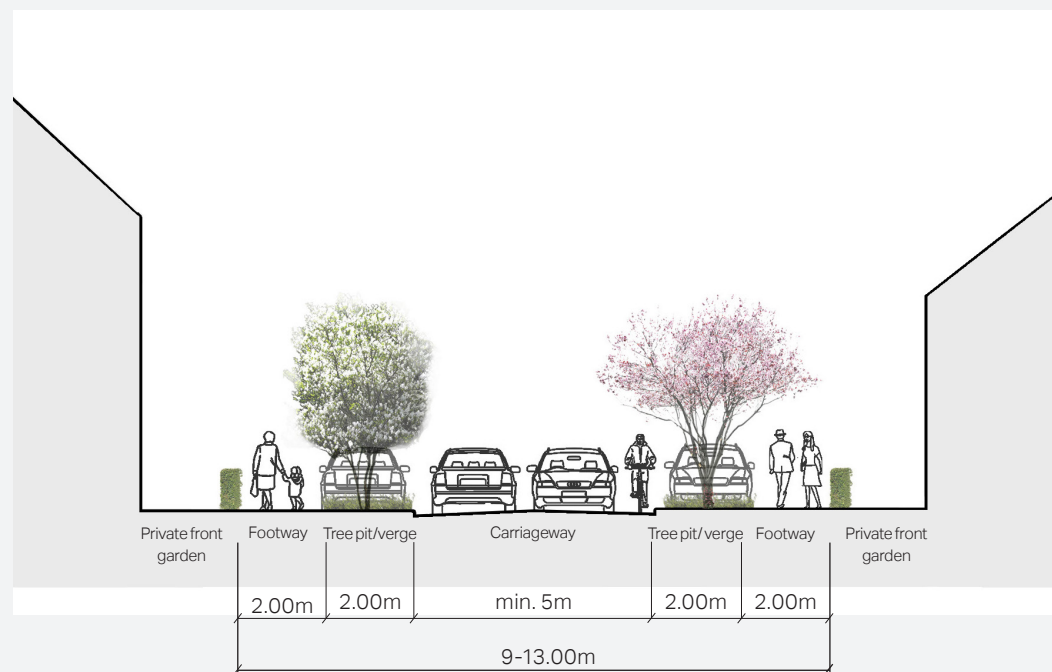 Private front
garden
Footway
Tree pit/verge
Carriageway
Tree pit/verge
Footway
Private front
garden
2.00m
2.00m
min. 5m
2.00m
2.00m
9-13.00m